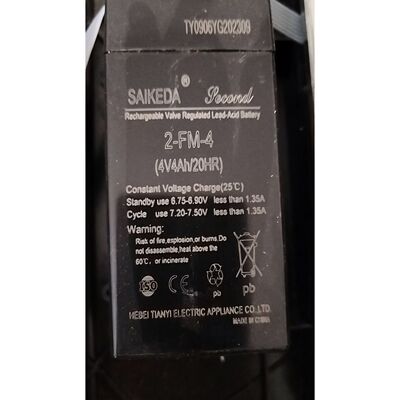 TY0906YG202309
SAIKEDA ® Second
Rechargeable Valve Regulated Lead-Acid Battery
2-FM-4
(4V4Ah/20HR)
Constant Voltage Charge(25℃)
Standby use 6.75-6.90V less than 1.35A
Cycle use 7.20-7.50V less than 1.35A
Warning:
Risk of fire,explosion,or burns.Do
not disassemble,heat above the
60℃, or incinerate
ISO
pb
pb
HEBEI TIANYI ELECTRIC APPLIANCE CO.,LTD.
MADE IN CHINA